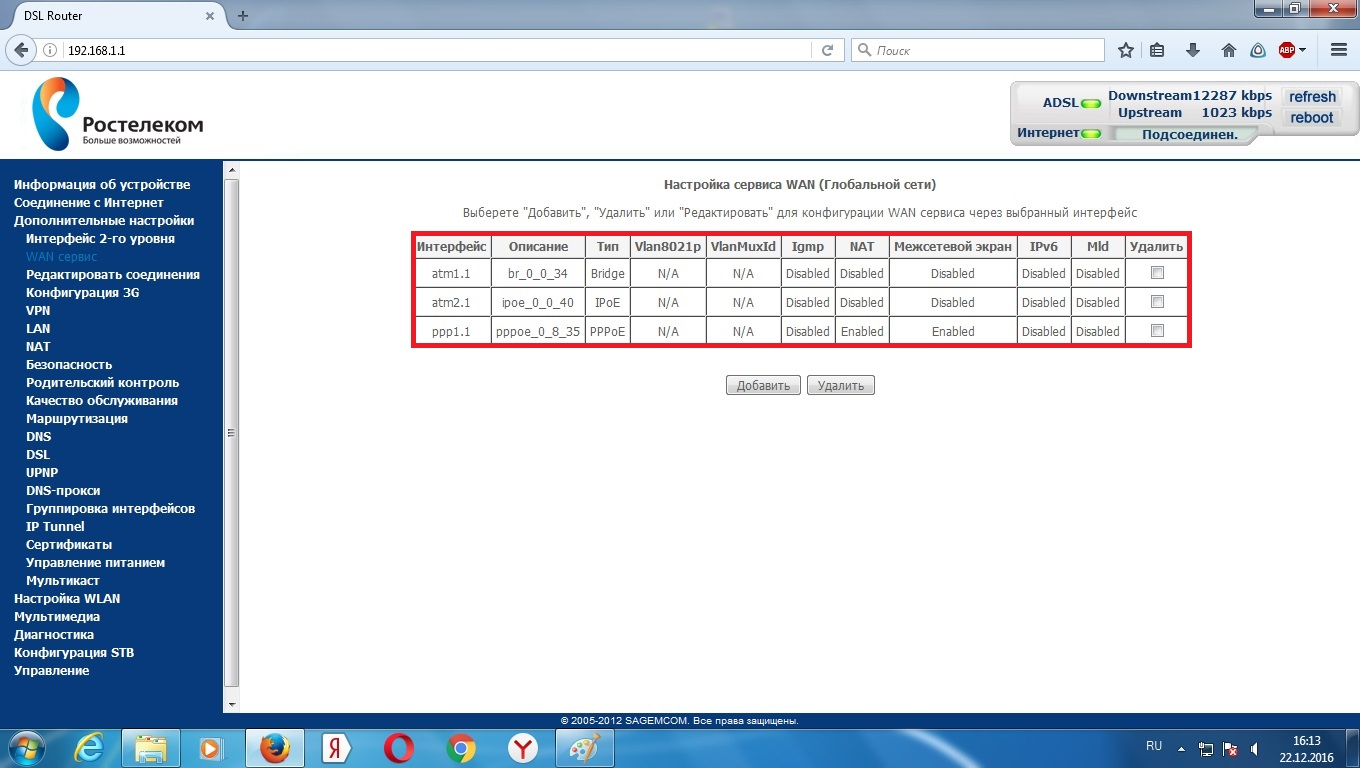 DSL Router
192.168.1.1
Поиск
ABP
Ростелеком
Больше возможностей
ADSL
Downstream 12287 kbps
Upstream 1023 kbps
refresh
reboot
Интернет
Подсоединен.
Информация об устройстве
Соединение с Интернет
Дополнительные настройки
Интерфейс 2-го уровня
WAN сервис
Редактировать соединения
Конфигурация 3G
VPN
LAN
NAT
Безопасность
Родительский контроль
Качество обслуживания
Маршрутизация
DNS
DSL
UPNP
DNS-прокси
Группировка интерфейсов
IP Tunnel
Сертификаты
Управление питанием
Мультикаст
Настройка WLAN
Мультимедиа
Диагностика
Конфигурация STB
Управление
Настройка сервиса WAN (Глобальной сети)
Выберете "Добавить", "Удалить" или "Редактировать" для конфигурации WAN сервиса через выбранный интерфейс
Интерфейс Описание Тип Vlan8021p VlanMuxId Igmp NAT Межсетевой экран IPv6 Mld Удалить
atm1.1 br_0_0_34 Bridge N/A N/A Disabled Disabled Disabled Disabled Disabled
atm2.1 ipoe_0_0_40 IPoE N/A N/A Disabled Disabled Disabled Disabled Disabled
ppp1.1 pppoe_0_8_35 PPPoE N/A N/A Disabled Enabled Enabled Disabled Disabled
Добавить Удалить
© 2005-2012 SAGEMCOM. Все права защищены.
RU
16:13
22.12.2016